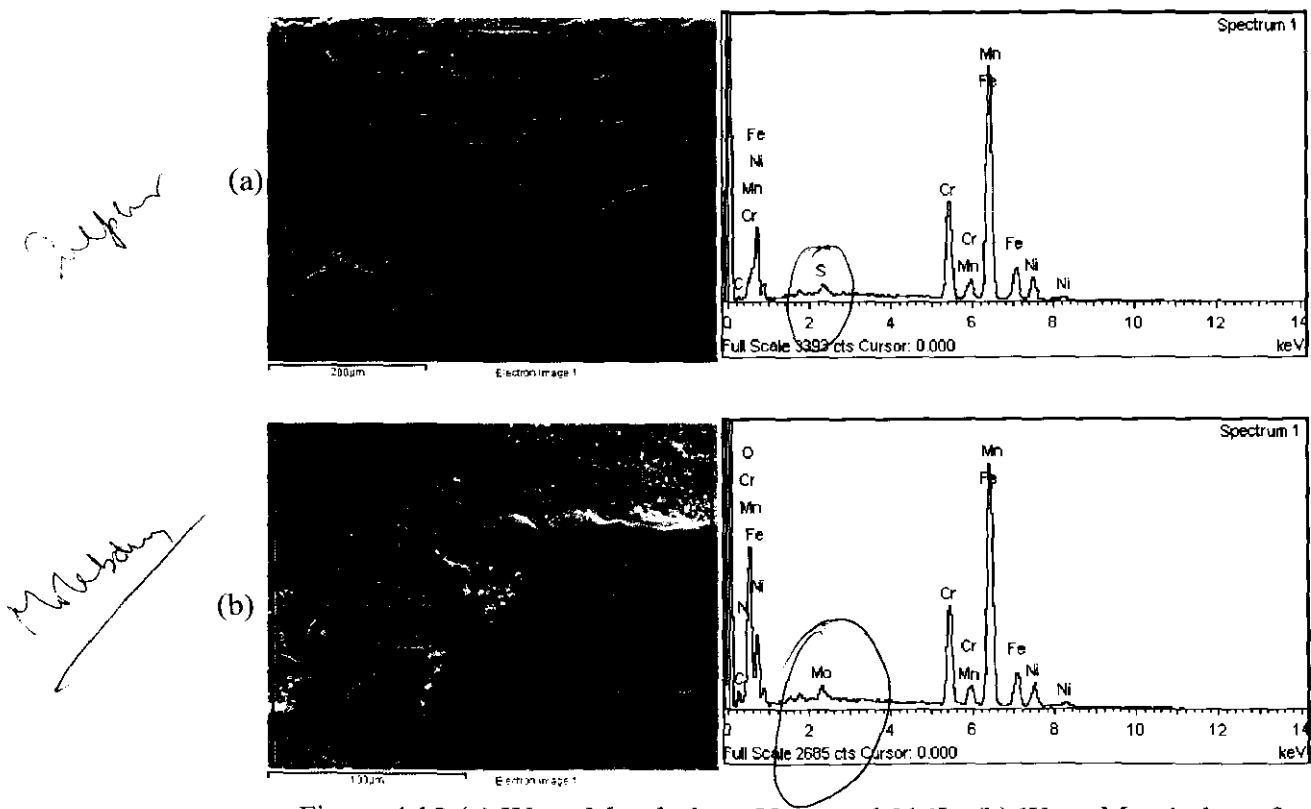 Spectrum 1
Mn
Fe
Fe
Ni
Mn
Cr
C
S
Cr
Cr
Mn
Fe
Ni
Ni
0 2 4 6 8 10 12 14
Full Scale 3393 cts Cursor: 0.000 keV
(a)
200µm Electron Image 1
Spectrum 1
Mn
Fe
O
Cr
Mn
Fe
Ni
N
C
Mo
Cr
Cr
Mn
Fe
Ni
Ni
0 2 4 6 8 10 12 14
Full Scale 2685 cts Cursor: 0.000 keV
(b)
100µm Electron Image 1